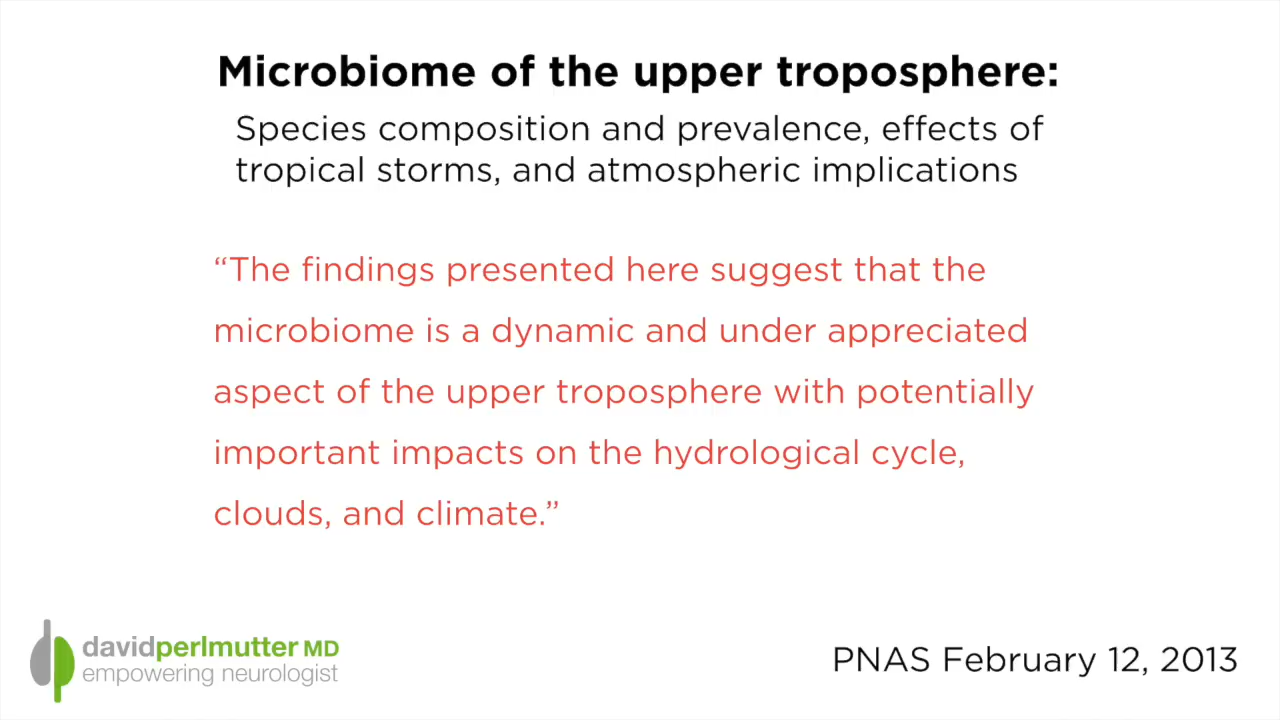 Microbiome of the upper troposphere:
Species composition and prevalence, effects of
tropical storms, and atmospheric implications
“The findings presented here suggest that the
microbiome is a dynamic and under appreciated
aspect of the upper troposphere with potentially
important impacts on the hydrological cycle,
clouds, and climate.”
davidperlmutter MD
empowering neurologist
PNAS February 12, 2013